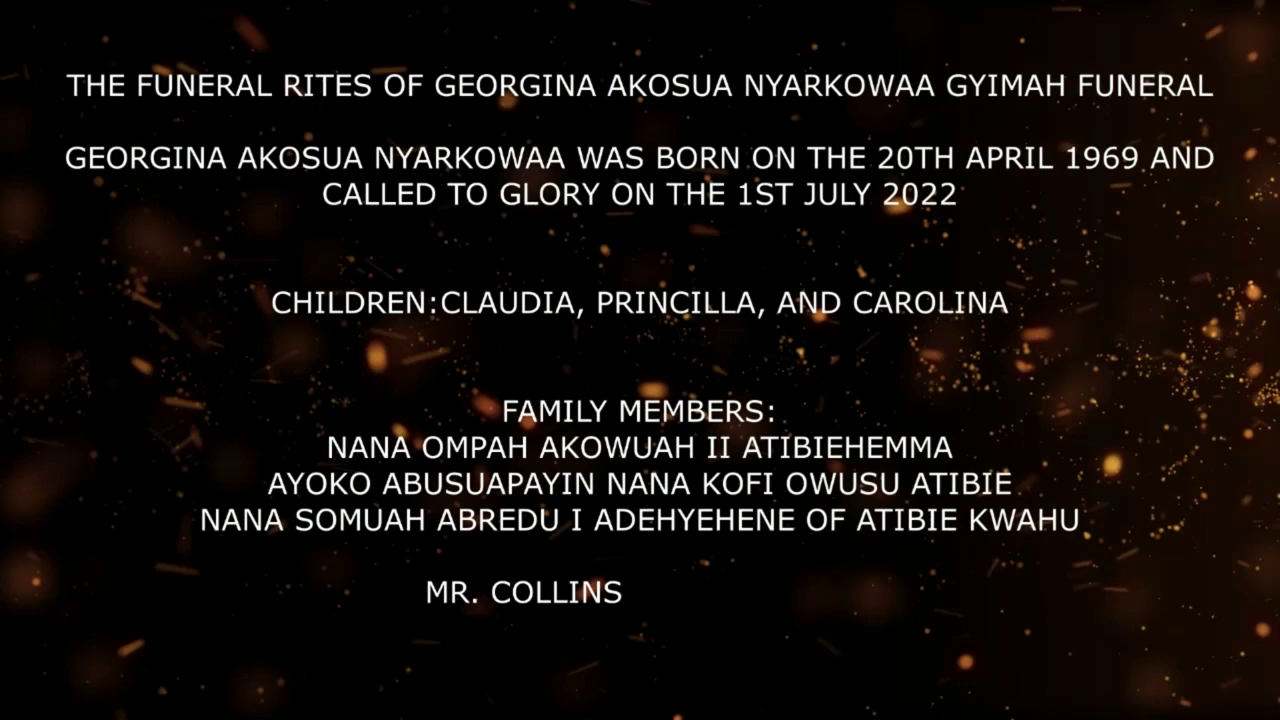 THE FUNERAL RITES OF GEORGINA AKOSUA NYARKOWAA GYIMAH FUNERAL
GEORGINA AKOSUA NYARKOWAA WAS BORN ON THE 20TH APRIL 1969 AND
CALLED TO GLORY ON THE 1ST JULY 2022
CHILDREN:CLAUDIA, PRINCILLA, AND CAROLINA
FAMILY MEMBERS:
NANA OMPAH AKOWUAH II ATIBIEHEMMA
AYOKO ABUSUAPAYIN NANA KOFI OWUSU ATIBIE
NANA SOMUAH ABREDU I ADEHYEHENE OF ATIBIE KWAHU
MR. COLLINS